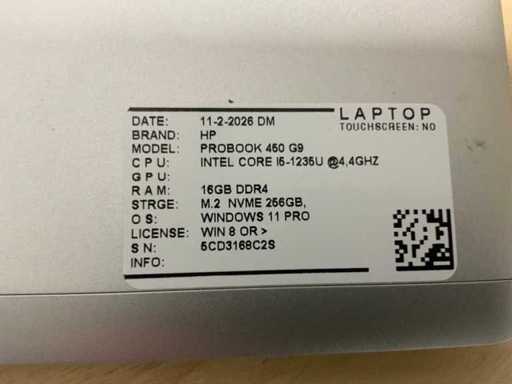 LAPTOP
TOUCHSCREEN: NO
DATE: 11-2-2026 DM
BRAND: HP
MODEL: PROBOOK 450 G9
CPU: INTEL CORE I5-1235U @4,4GHZ
GPU:
RAM: 16GB DDR4
STRGE: M.2 NVME 256GB,
OS: WINDOWS 11 PRO
LICENSE: WIN 8 OR >
SN: 5CD3168C2S
INFO: